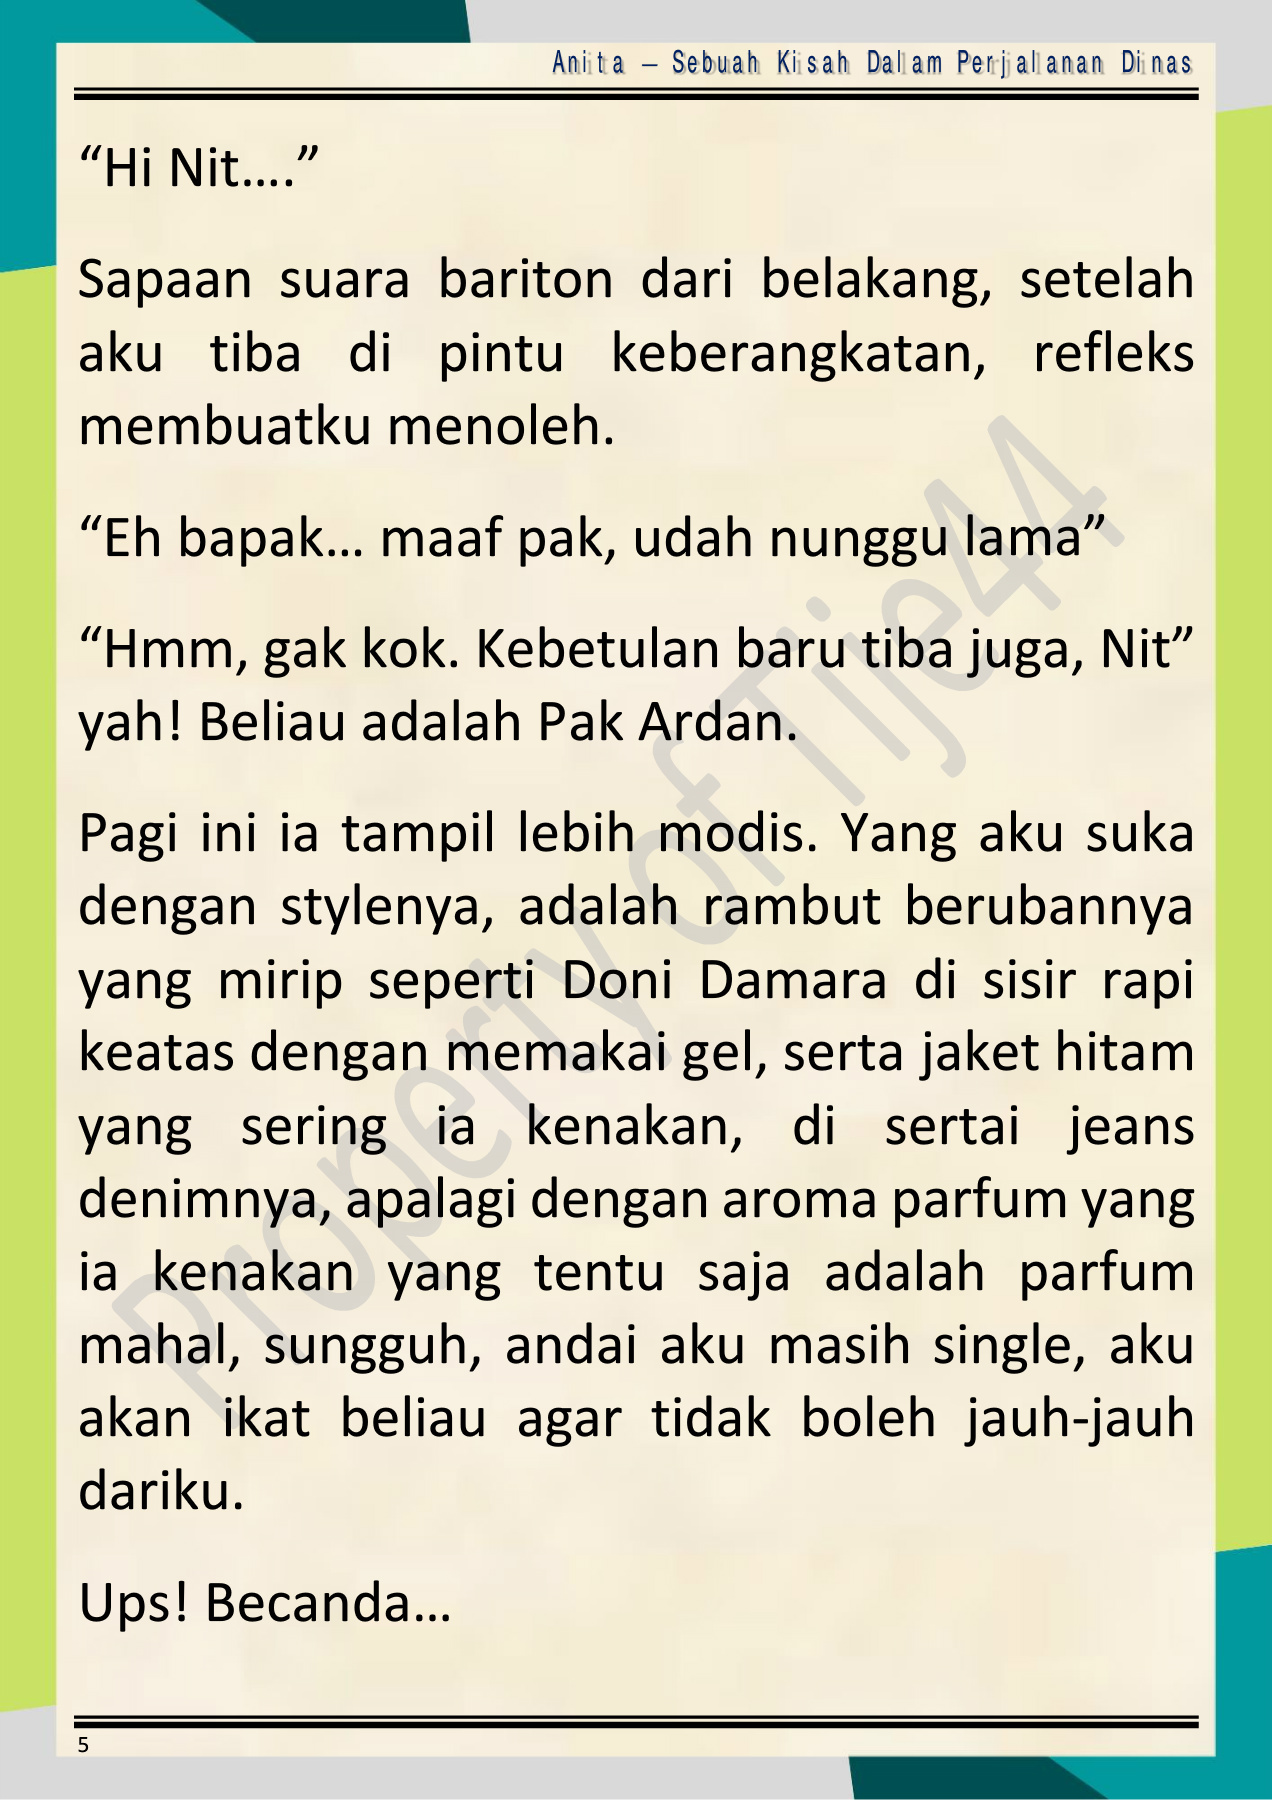 Anita – Sebuah Kisah Dalam Perjalanan Dinas
“Hi Nit....”
Sapaan suara bariton dari belakang, setelah
aku tiba di pintu keberangkatan, refleks
membuatku menoleh.
“Eh bapak... maaf pak, udah nunggu lama”
“Hmm, gak kok. Kebetulan baru tiba juga, Nit”
yah! Beliau adalah Pak Ardan.
Pagi ini ia tampil lebih modis. Yang aku suka
dengan stylenya, adalah rambut berubannya
yang mirip seperti Doni Damara di sisir rapi
keatas dengan memakai gel, serta jaket hitam
yang sering ia kenakan, di sertai jeans
denimnya, apalagi dengan aroma parfum yang
ia kenakan yang tentu saja adalah parfum
mahal, sungguh, andai aku masih single, aku
akan ikat beliau agar tidak boleh jauh-jauh
dariku.
Ups! Becanda...
Property of Tije44
5